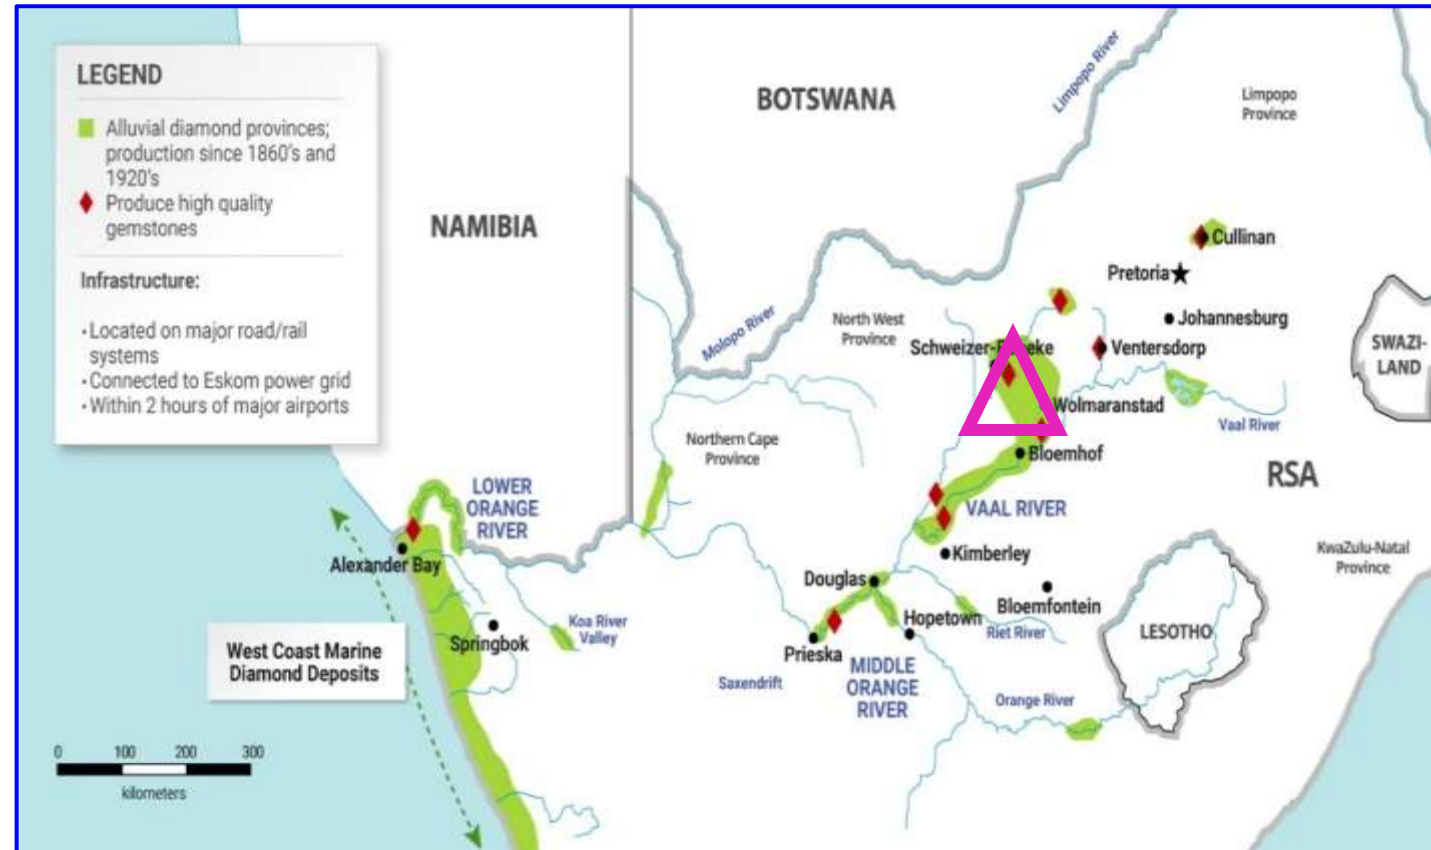 LEGEND
Alluvial diamond provinces;
production since 1860's and
1920's
Produce high quality
gemstones
Infrastructure:
· Located on major road/rail
systems
· Connected to Eskom power grid
· Within 2 hours of major airports
BOTSWANA
Limpopo River
Limpopo
Province
NAMIBIA
Cullinan
Pretoria
Molopo River
North West
Province
Johannesburg
Ventersdorp
SWAZI-
LAND
Wolmaranstad
Vaal River
Northern Cape
Province
Bloemhof
RSA
LOWER
ORANGE
RIVER
VAAL RIVER
Alexander Bay
Kimberley
KwaZulu-Natal
Province
Douglas
Bloemfontein
Hopetown
Riet River
LESOTHO
Koa River
Valley
Springbok
Prieska
West Coast Marine
Diamond Deposits
MIDDLE
ORANGE
RIVER
Saxendrift
Orange River
0 100 200 300
kilometers